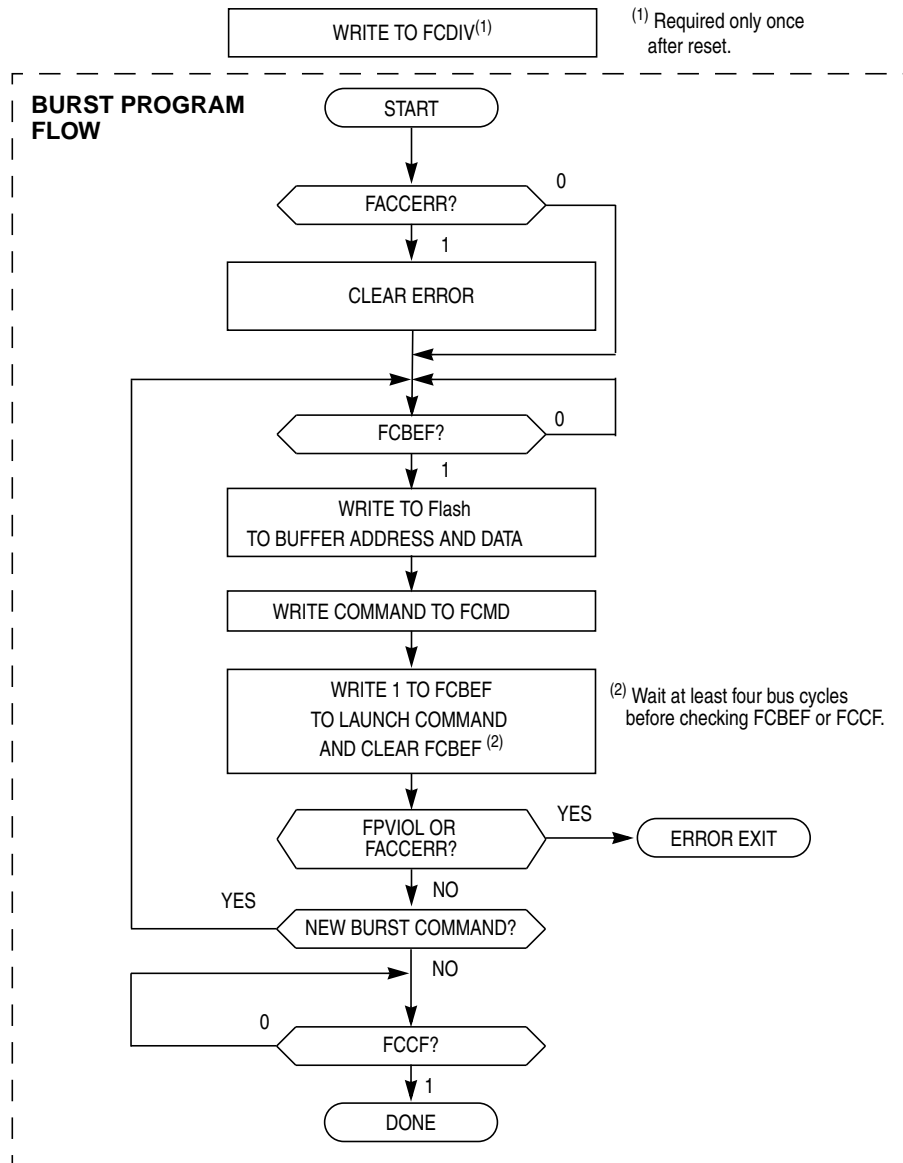 WRITE TO FCDIV(1)
(1) Required only once
after reset.
BURST PROGRAM
FLOW
START
0
FACCERR?
1
CLEAR ERROR
0
FCBEF?
1
WRITE TO Flash
TO BUFFER ADDRESS AND DATA
WRITE COMMAND TO FCMD
WRITE 1 TO FCBEF
TO LAUNCH COMMAND
AND CLEAR FCBEF (2)
(2) Wait at least four bus cycles
before checking FCBEF or FCCF.
FPVIOL OR
FACCERR?
YES
ERROR EXIT
NO
YES
NEW BURST COMMAND?
NO
0
FCCF?
1
DONE